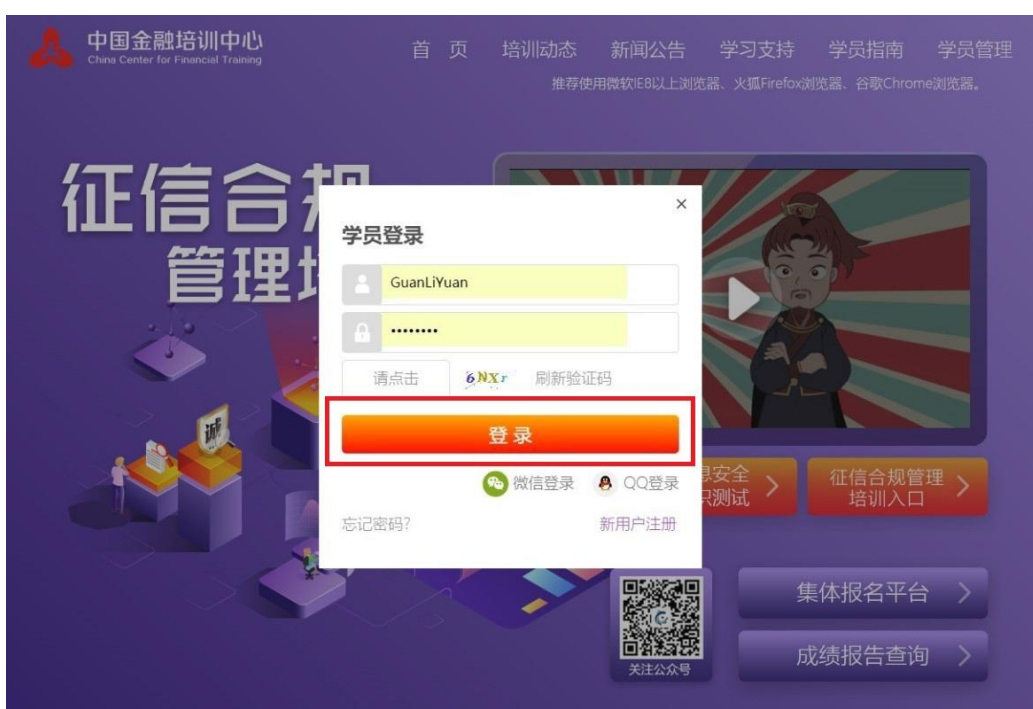 中国金融培训中心
China Center for Financial Training
首 页 培训动态 新闻公告 学习支持 学员指南 学员管理
推荐使用微软IE8以上浏览器、火狐Firefox浏览器、谷歌Chrome浏览器。
征信合规
管理培
学员登录
×
GuanLiYuan
••••••••
请点击
6NXr
刷新验证码
登 录
微信登录
QQ登录
忘记密码?
新用户注册
诚
安全
测试
征信合规管理
培训入口
集体报名平台
关注公众号
成绩报告查询